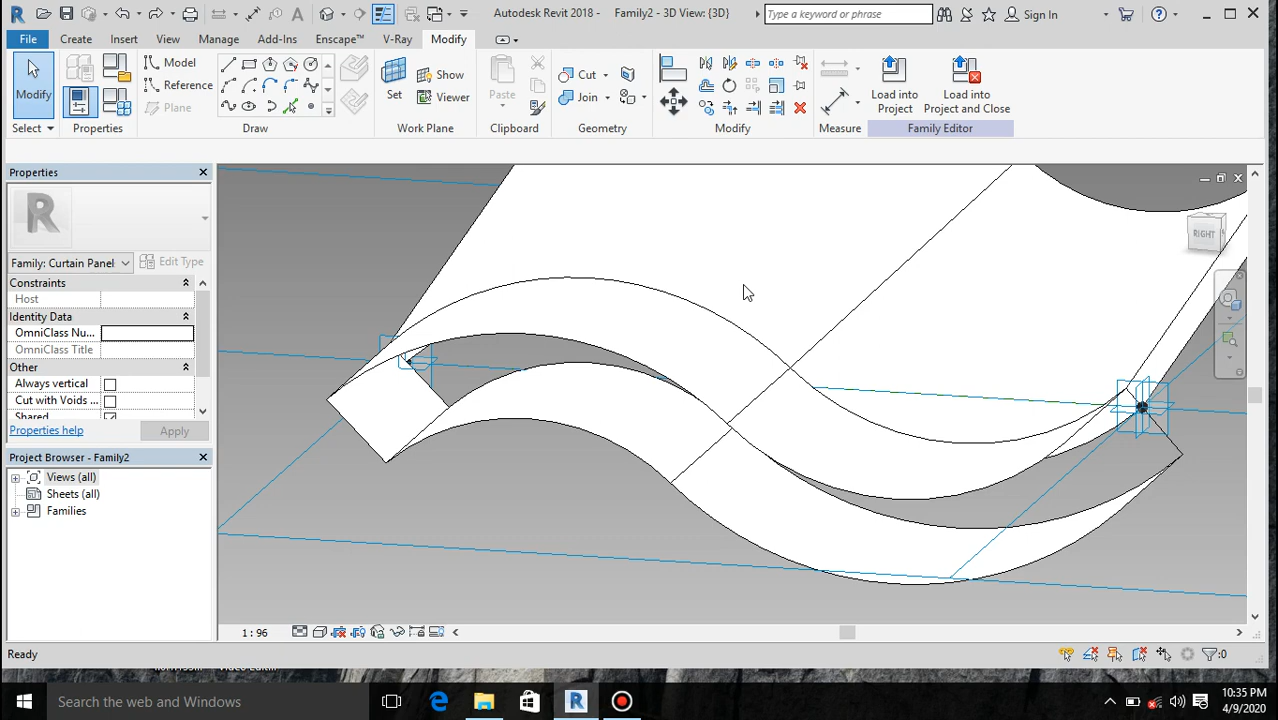 Autodesk Revit 2018 - Family2 - 3D View: {3D}
Type a keyword or phrase
Sign In
File Create Insert View Manage Add-Ins Enscape™ V-Ray Modify
Modify
Select
Properties
Model
Reference
Plane
Draw
Set
Show
Viewer
Work Plane
Paste
Clipboard
Cut
Join
Geometry
Modify
Measure
Load into
Project
Load into
Project and Close
Family Editor
Properties
R
Family: Curtain Panel
Edit Type
Constraints
Host
Identity Data
OmniClass Nu...
OmniClass Title
Other
Always vertical
Cut with Voids ...
Shared
Properties help
Apply
Project Browser - Family2
Views (all)
Sheets (all)
Families
RIGHT
1 : 96
Ready
:0
Search the web and Windows
10:35 PM
4/9/2020